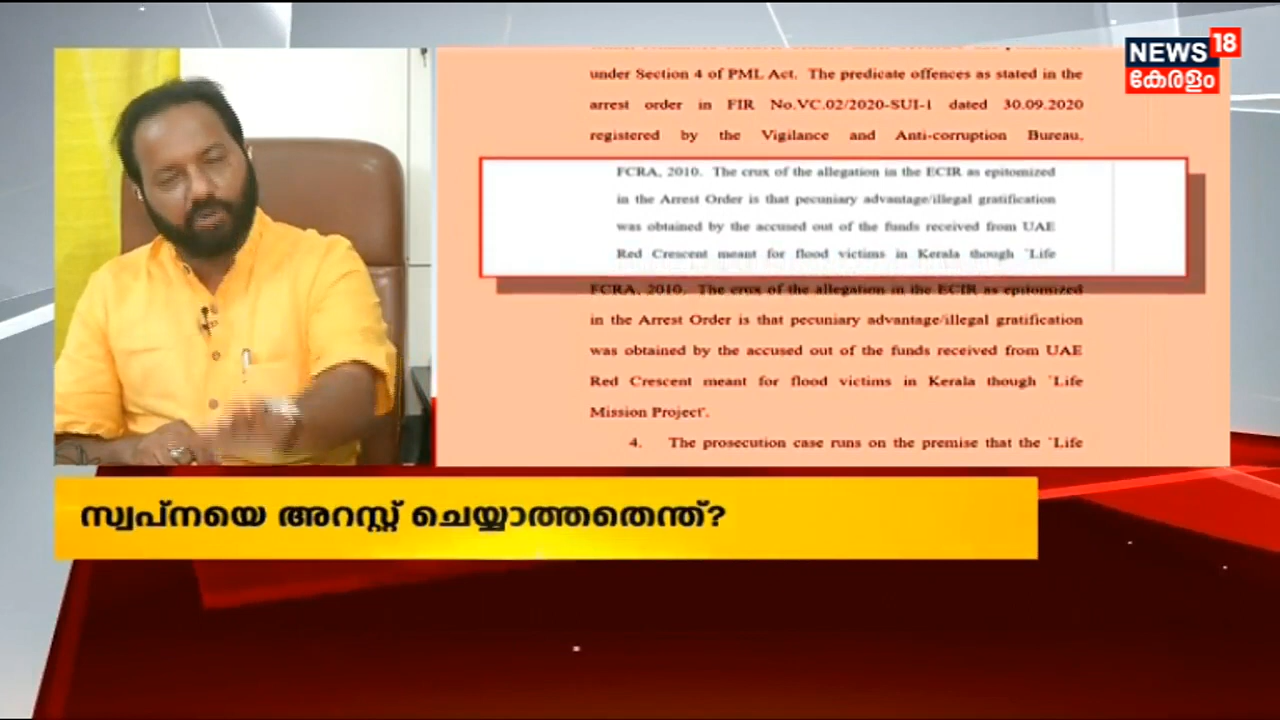 NEWS 18
കേരളം
under Section 4 of PML Act. The predicate offences as stated in the
arrest order in FIR No.VC.02/2020-SUI-1 dated 30.09.2020
registered by the Vigilance and Anti-corruption Bureau,
FCRA, 2010. The crux of the allegation in the ECIR as epitomized
in the Arrest Order is that pecuniary advantage/illegal gratification
was obtained by the accused out of the funds received from UAE
Red Crescent meant for flood victims in Kerala though 'Life
FCRA, 2010. The crux of the allegation in the ECIR as epitomized
in the Arrest Order is that pecuniary advantage/illegal gratification
was obtained by the accused out of the funds received from UAE
Red Crescent meant for flood victims in Kerala though 'Life
Mission Project'.
4. The prosecution case runs on the premise that the 'Life
സ്വപ്നയെ അറസ്റ്റ് ചെയ്യാത്തതെന്ത്?